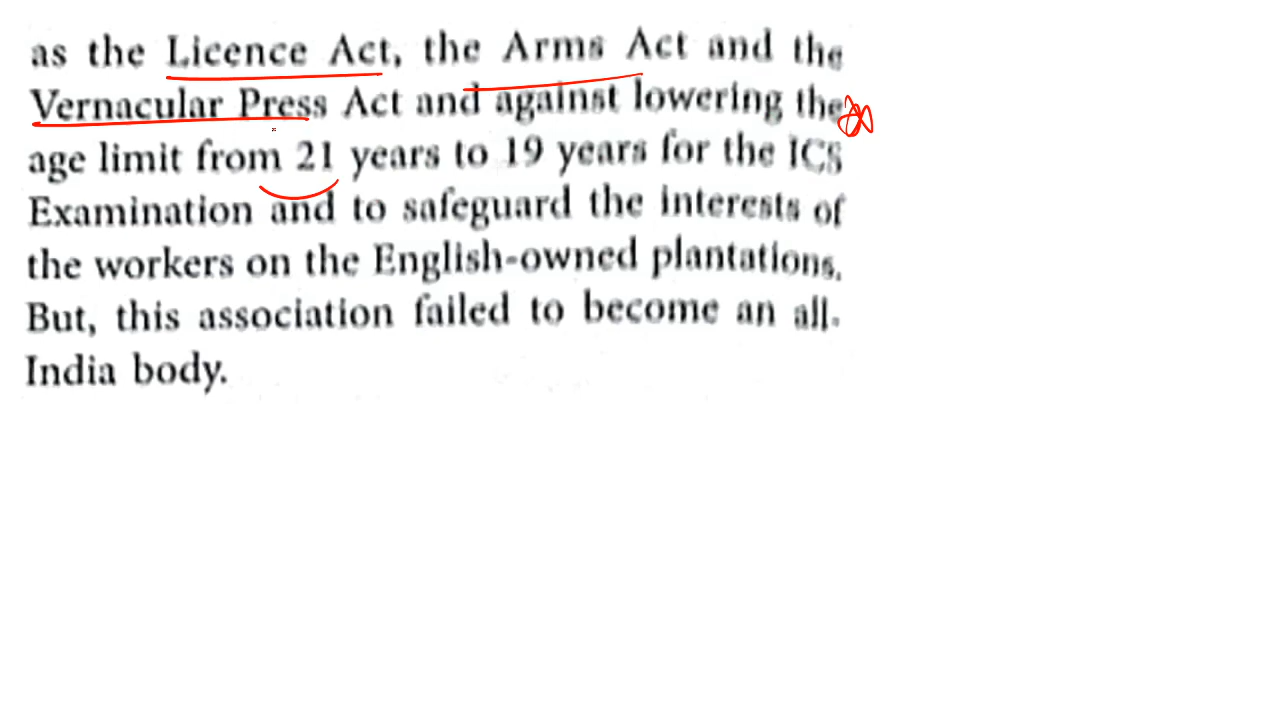 as the Licence Act, the Arms Act and the
Vernacular Press Act and against lowering the
age limit from 21 years to 19 years for the ICS
Examination and to safeguard the interests of
the workers on the English-owned plantations.
But, this association failed to become an all-
India body.